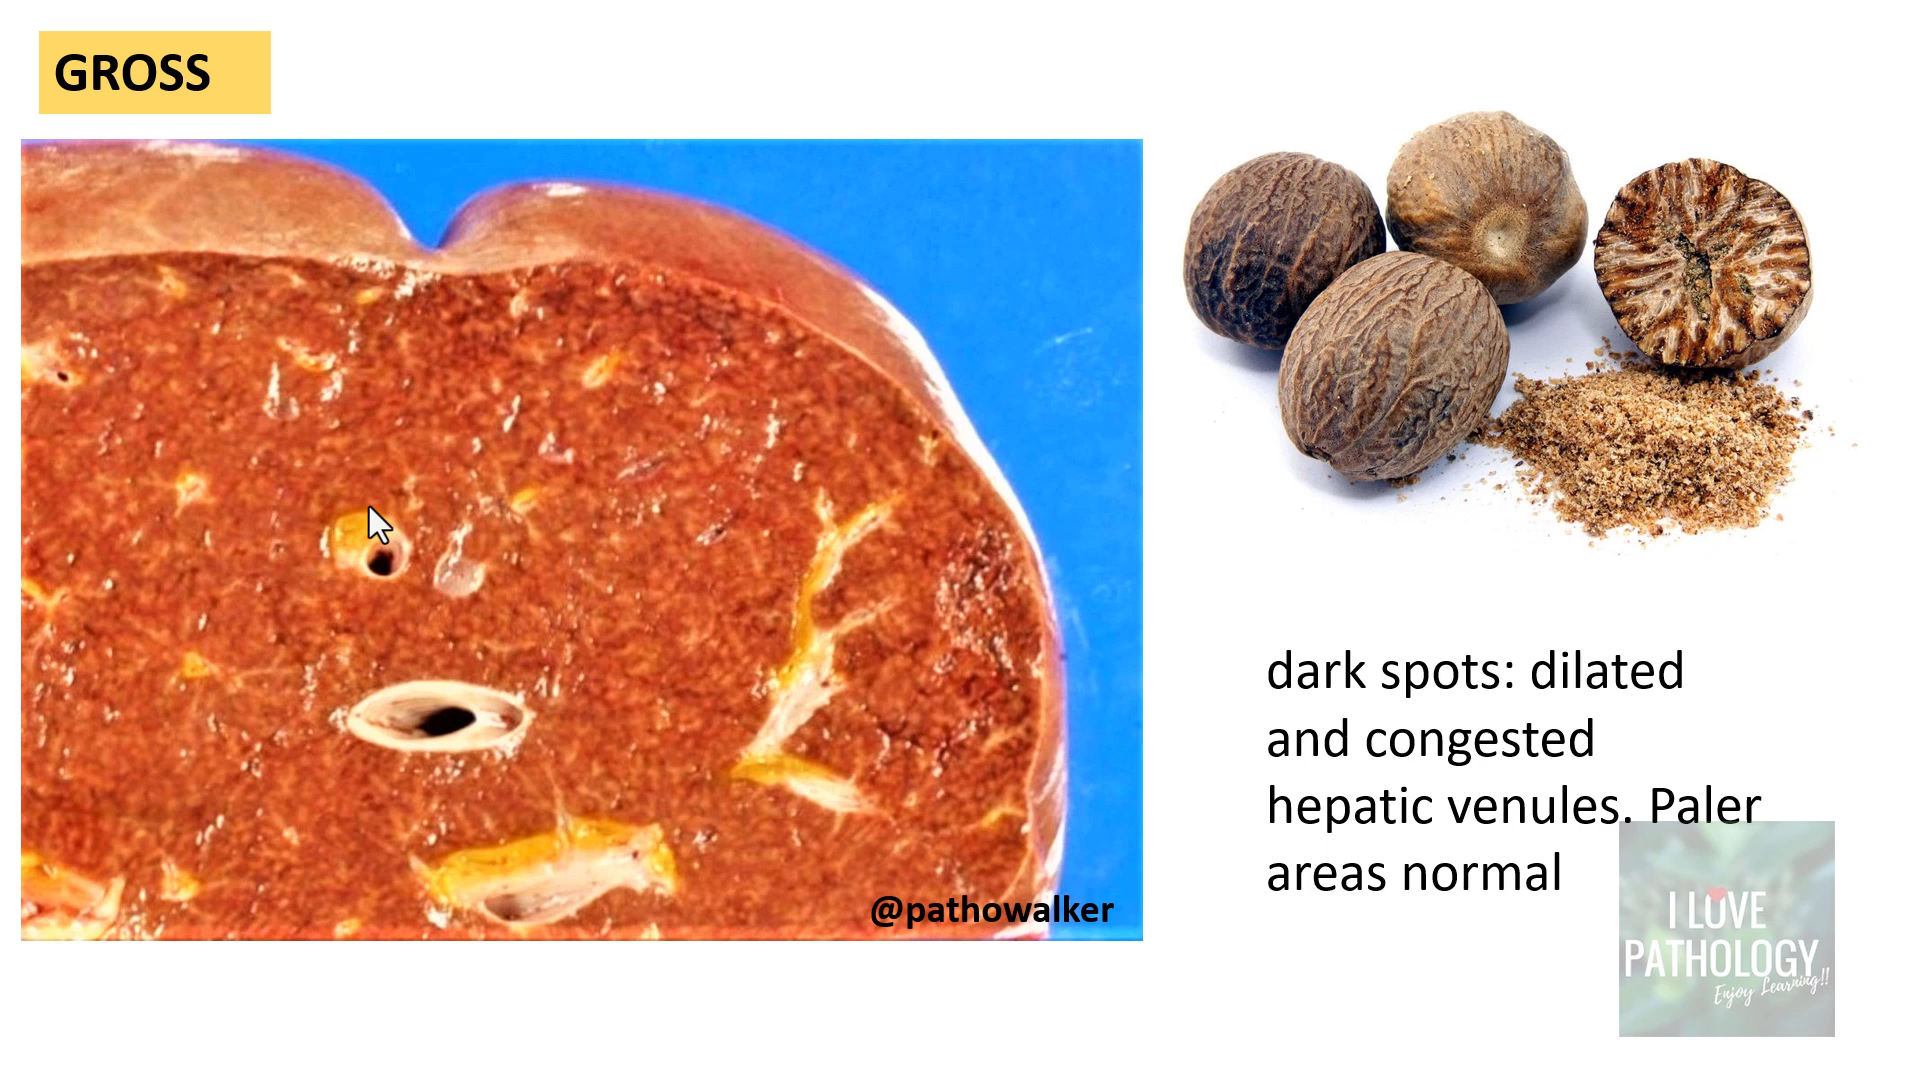 GROSS
@pathowalker
dark spots: dilated
and congested
hepatic venules. Paler
areas normal
I LOVE
PATHOLOGY
Enjoy Learning!!